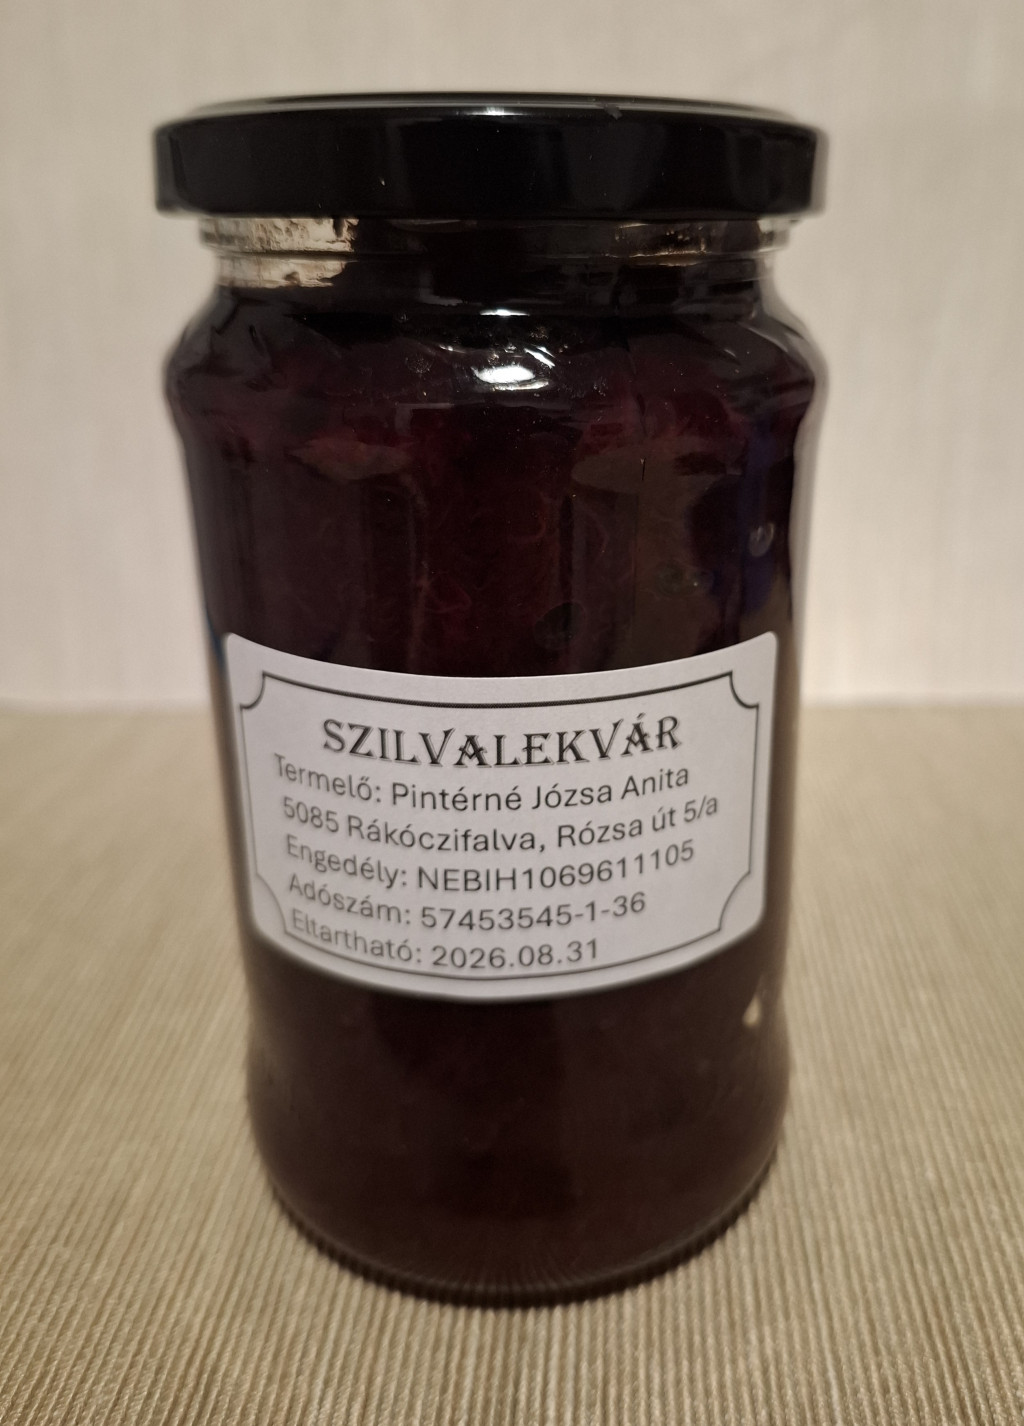 SZILVALEKVÁR
Termelő: Pintérné Józsa Anita
5085 Rákóczifalva, Rózsa út 5/a
Engedély: NEBIH1069611105
Adószám: 57453545-1-36
Eltartható: 2026.08.31